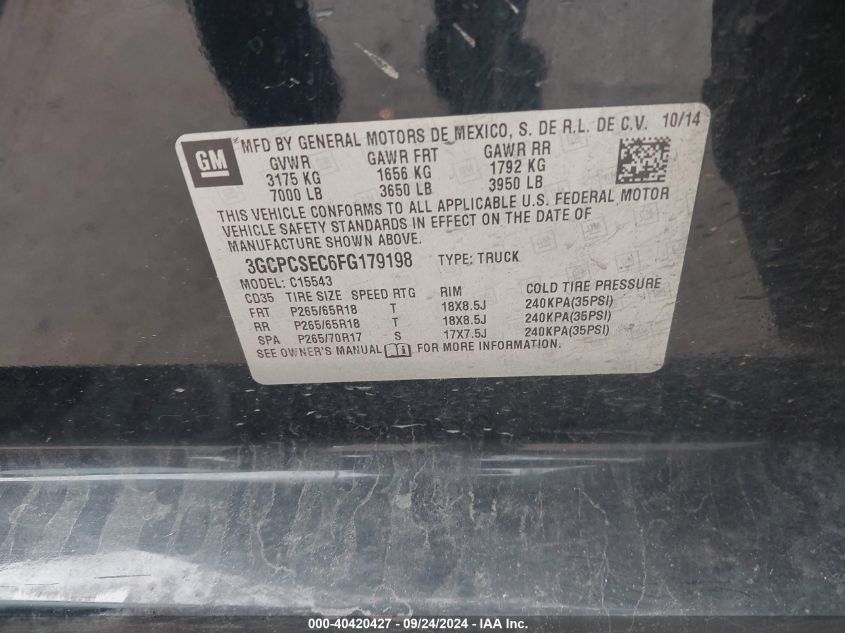 MFD BY GENERAL MOTORS DE MEXICO, S. DE R.L. DE C.V. 10/14
GM
GVWR GAWR FRT GAWR RR
3175 KG 1656 KG 1792 KG
7000 LB 3650 LB 3950 LB
THIS VEHICLE CONFORMS TO ALL APPLICABLE U.S. FEDERAL MOTOR
VEHICLE SAFETY STANDARDS IN EFFECT ON THE DATE OF
MANUFACTURE SHOWN ABOVE.
3GCPCSEC6FG179198 TYPE: TRUCK
MODEL: C15543
CD35 TIRE SIZE SPEED RTG RIM COLD TIRE PRESSURE
FRT P265/65R18 T 18X8.5J 240KPA(35PSI)
RR P265/65R18 T 18X8.5J 240KPA(35PSI)
SPA P265/70R17 S 17X7.5J 240KPA(35PSI)
SEE OWNER'S MANUAL FOR MORE INFORMATION.
000-40420427 - 09/24/2024 - IAA Inc.